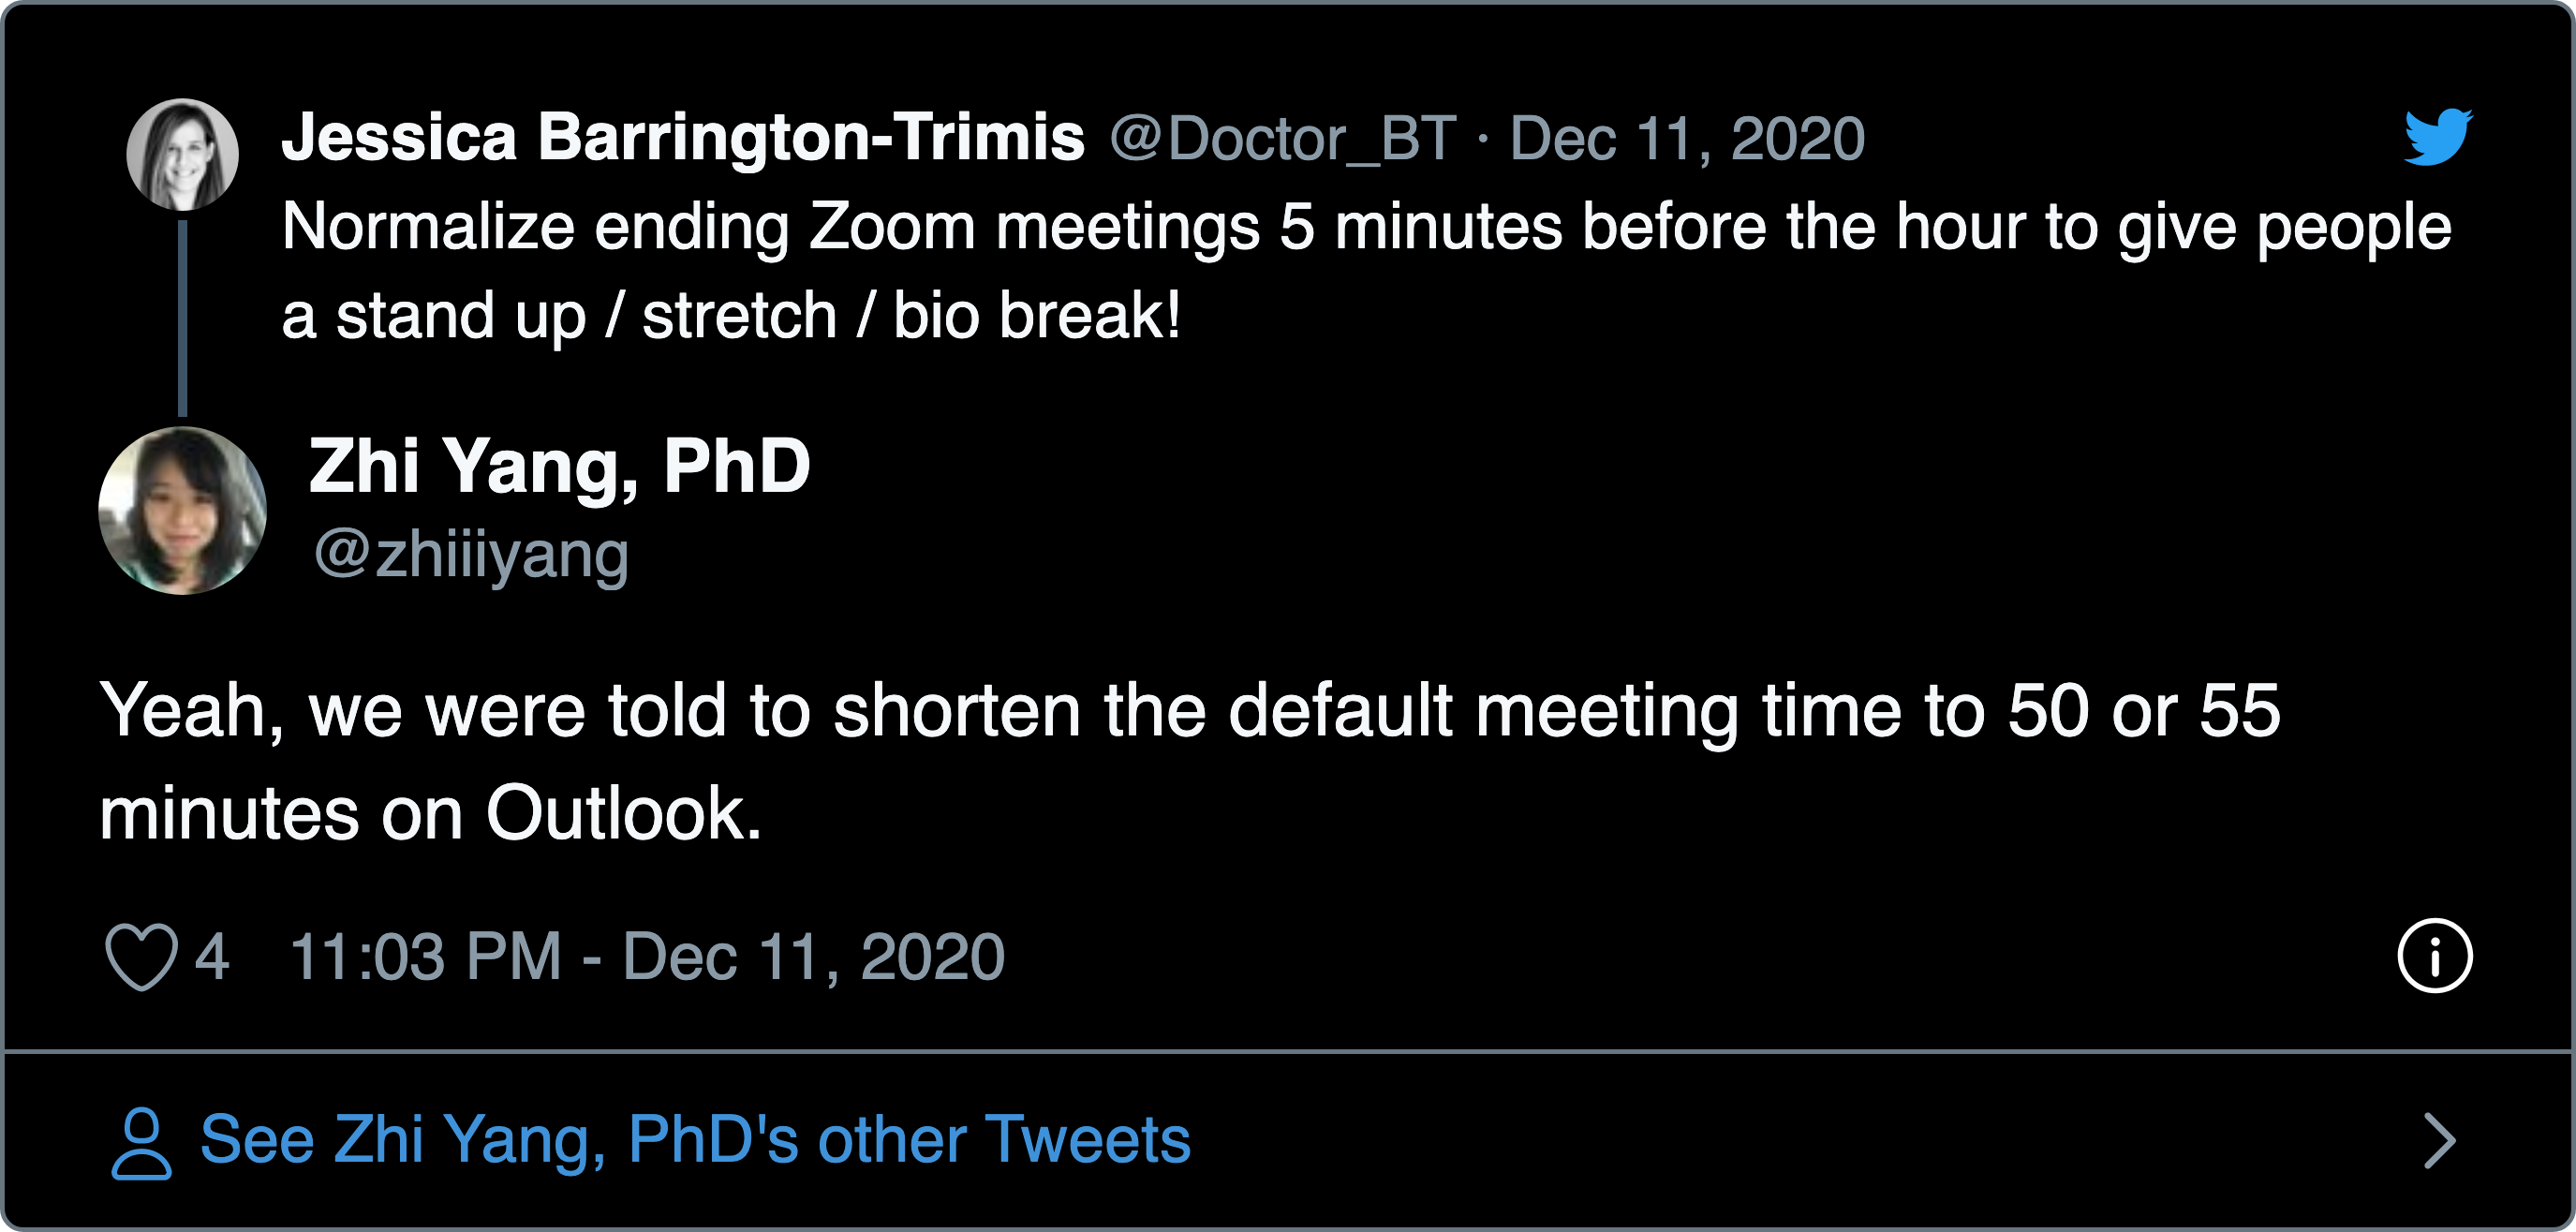 Jessica Barrington-Trimis @Doctor_BT · Dec 11, 2020
Normalize ending Zoom meetings 5 minutes before the hour to give people
a stand up / stretch / bio break!
Zhi Yang, PhD
@zhiiiyang
Yeah, we were told to shorten the default meeting time to 50 or 55
minutes on Outlook.
4 11:03 PM - Dec 11, 2020
See Zhi Yang, PhD's other Tweets